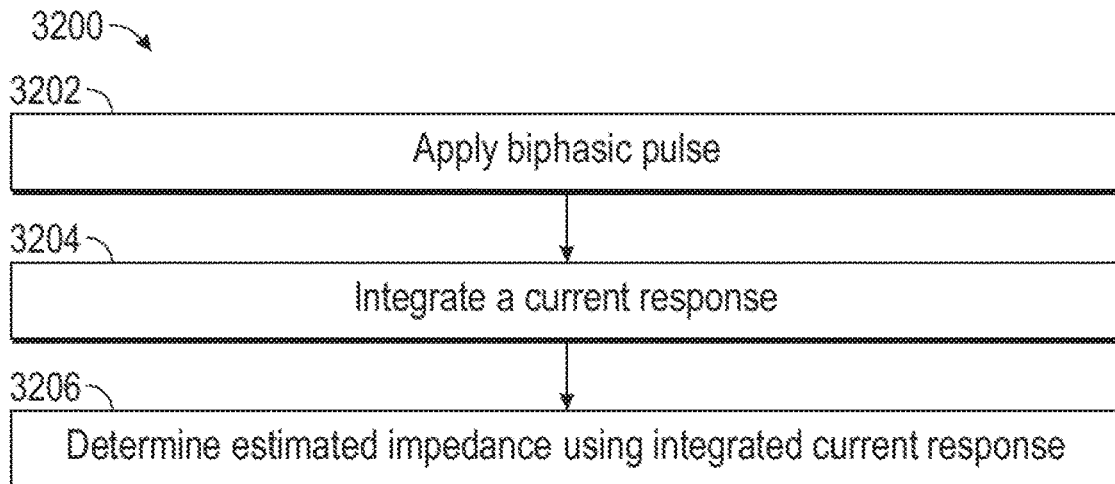 3200
3202
Apply biphasic pulse
3204
Integrate a current response
3206
Determine estimated impedance using integrated current response